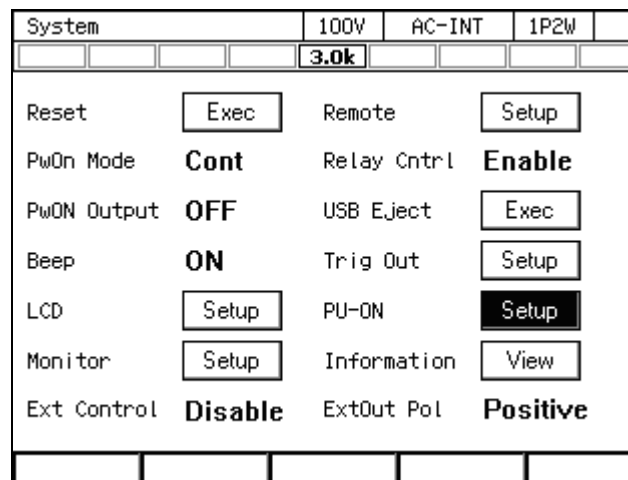 System 100V AC-INT 1P2W
3.0k
Reset Exec Remote Setup
PwOn Mode Cont Relay Cntrl Enable
PwON Output OFF USB Eject Exec
Beep ON Trig Out Setup
LCD Setup PU-ON Setup
Monitor Setup Information View
Ext Control Disable ExtOut Pol Positive